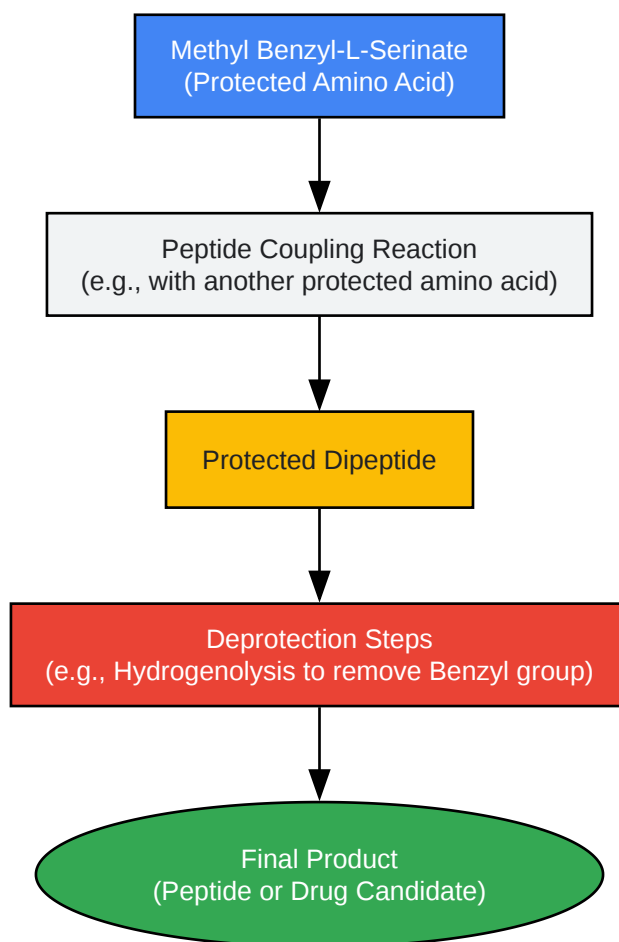 Methyl Benzyl-L-Serinate
(Protected Amino Acid)
Peptide Coupling Reaction
(e.g., with another protected amino acid)
Protected Dipeptide
Deprotection Steps
(e.g., Hydrogenolysis to remove Benzyl group)
Final Product
(Peptide or Drug Candidate)